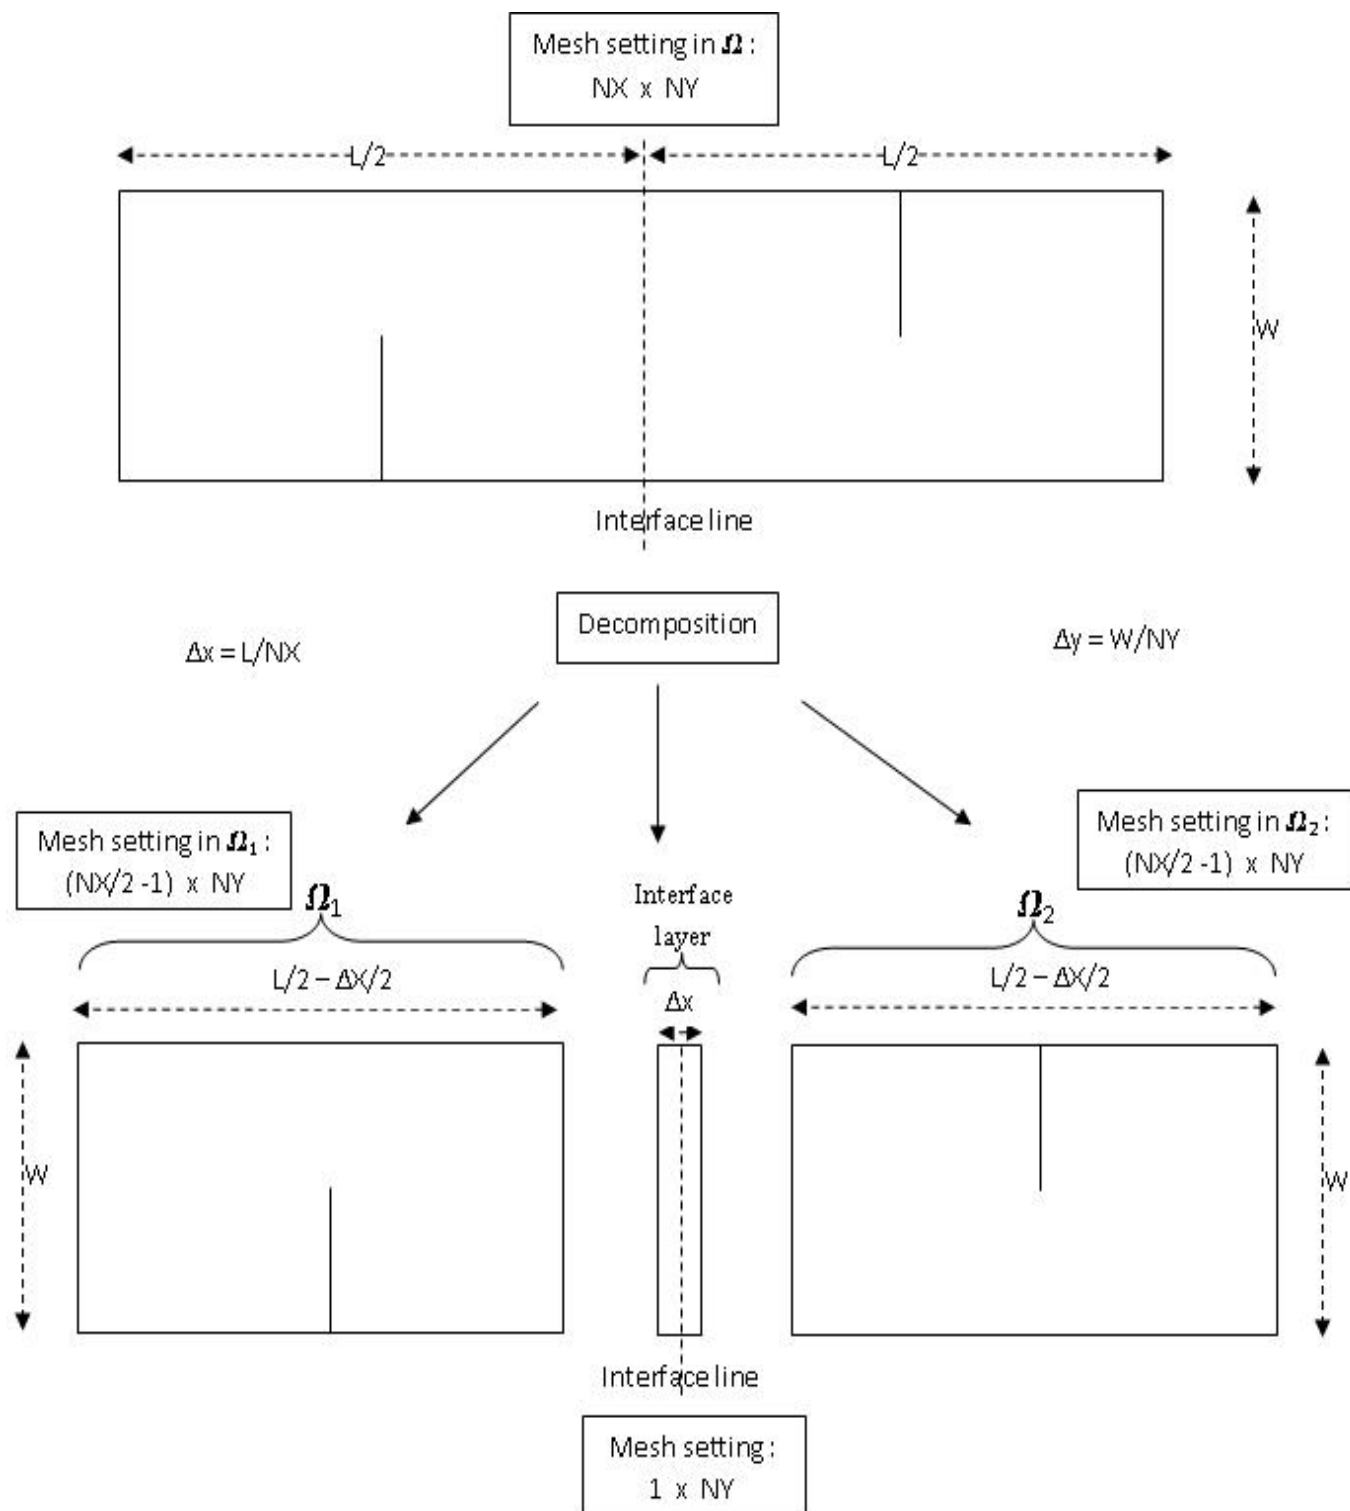 Mesh setting in Ω :
NX x NY
L/2
L/2
W
Interface line
Decomposition
Δx = L/NX
Δy = W/NY
Mesh setting in Ω₁ :
(NX/2 -1) x NY
Mesh setting in Ω₂ :
(NX/2 -1) x NY
Ω₁
Interface
layer
Ω₂
L/2 – ΔX/2
Δx
L/2 – ΔX/2
W
W
Interface line
Mesh setting :
1 x NY